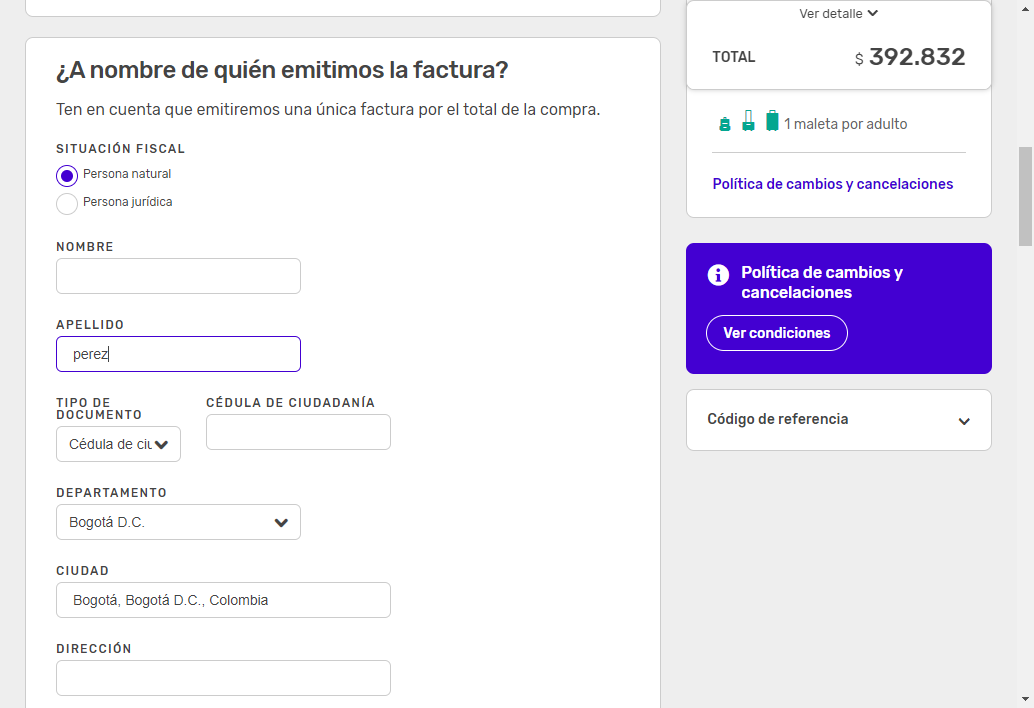 ¿A nombre de quién emitimos la factura?
Ten en cuenta que emitiremos una única factura por el total de la compra.
SITUACIÓN FISCAL
Persona natural
Persona jurídica
NOMBRE
APELLIDO
perez
TIPO DE
DOCUMENTO
Cédula de ciu
CÉDULA DE CIUDADANÍA
DEPARTAMENTO
Bogotá D.C.
CIUDAD
Bogotá, Bogotá D.C., Colombia
DIRECCIÓN
Ver detalle
TOTAL $ 392.832
1 maleta por adulto
Política de cambios y cancelaciones
Política de cambios y
cancelaciones
Ver condiciones
Código de referencia